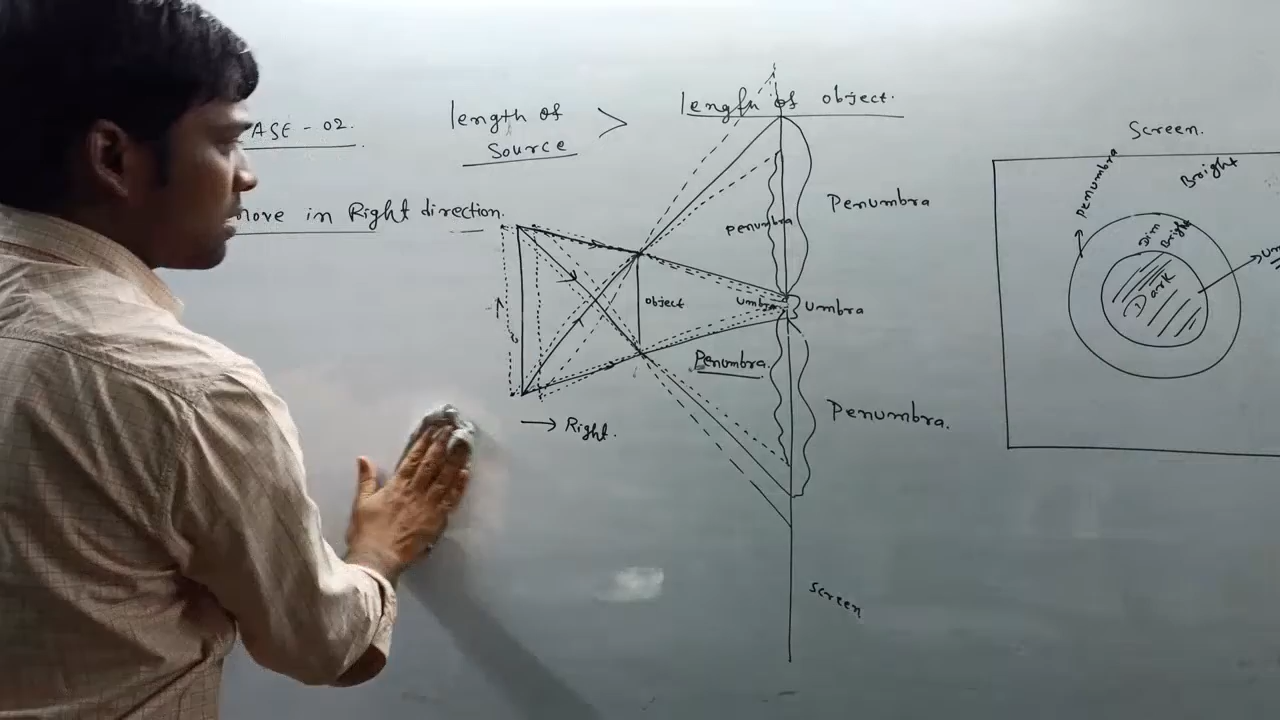 ASE - 02.
length of
Source
>
length of object.
move in Right direction.
Penumbra
Penumbra
object
Umbra
Umbra
Penumbra.
Penumbra.
→ Right.
Screen
Screen.
Penumbra
Bright
Dim
Bright
Dark
Um